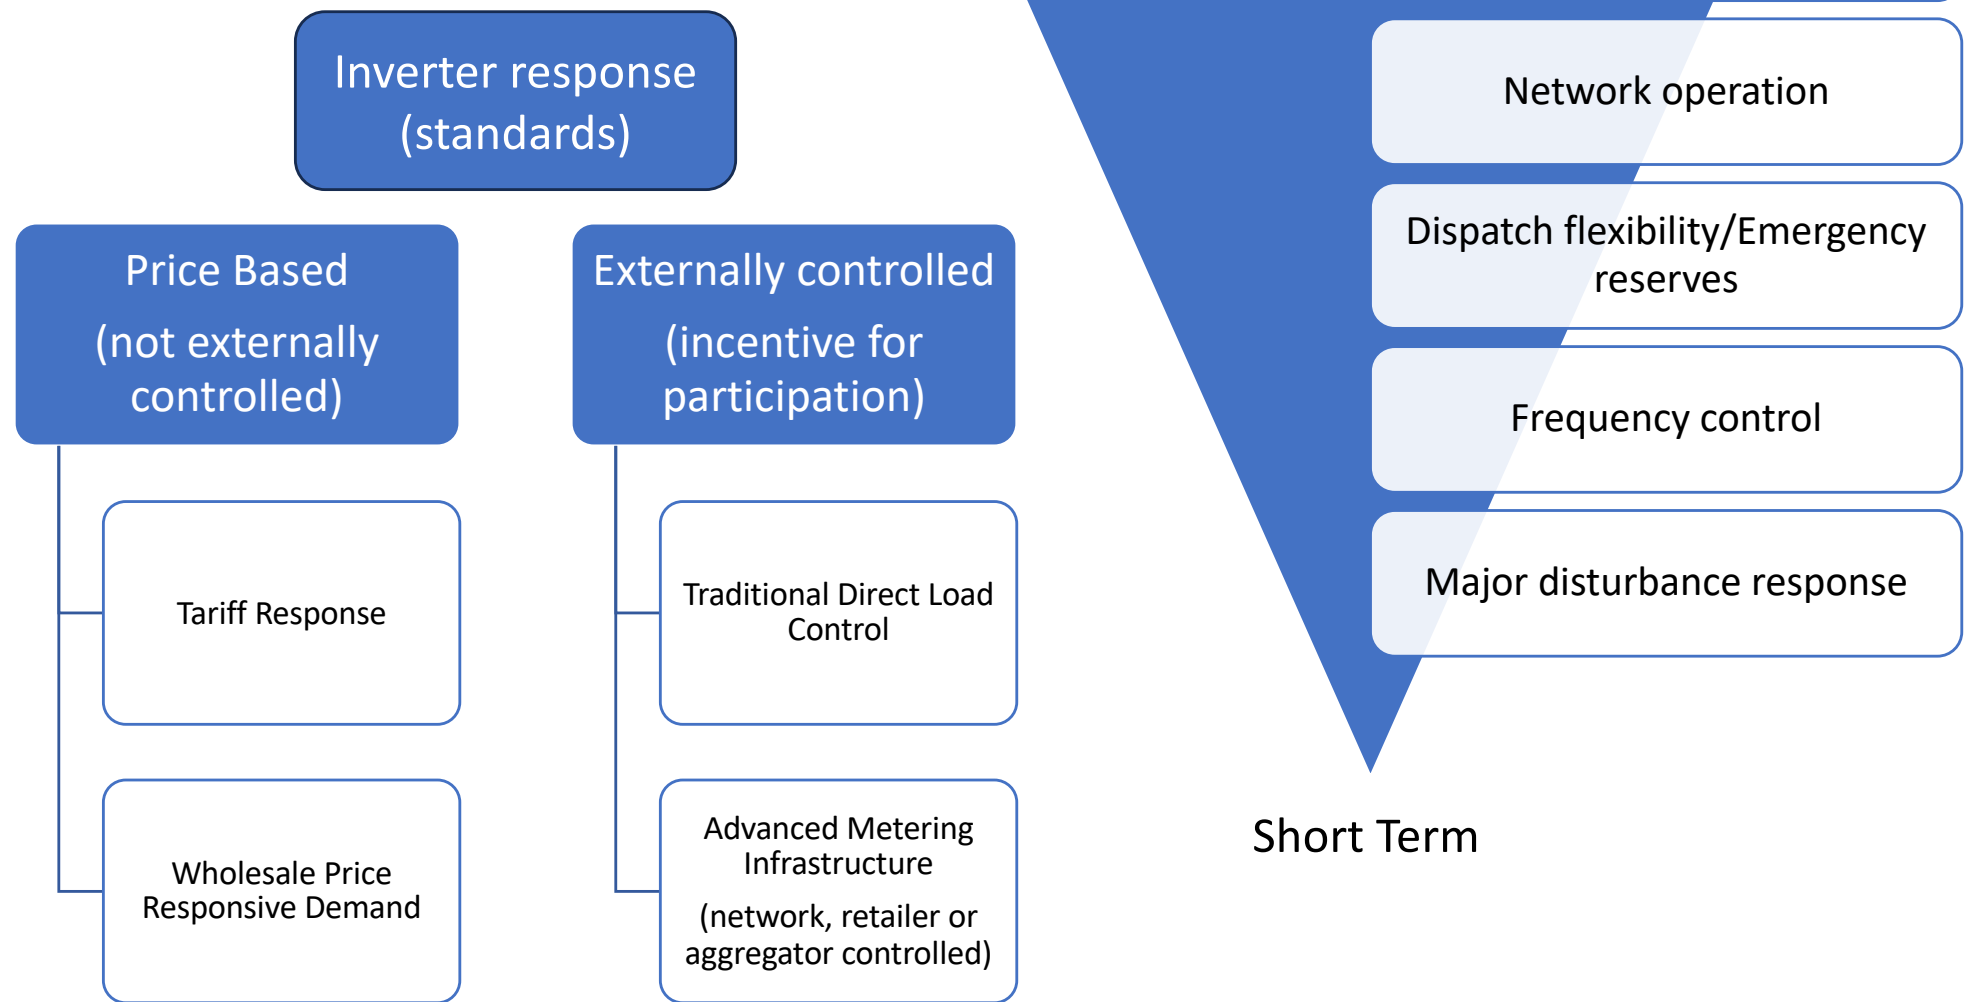 Inverter response
(standards)
Price Based
(not externally
controlled)
Tariff Response
Wholesale Price
Responsive Demand
Externally controlled
(incentive for
participation)
Traditional Direct Load
Control
Advanced Metering
Infrastructure
(network, retailer or
aggregator controlled)
Network operation
Dispatch flexibility/Emergency
reserves
Frequency control
Major disturbance response
Short Term